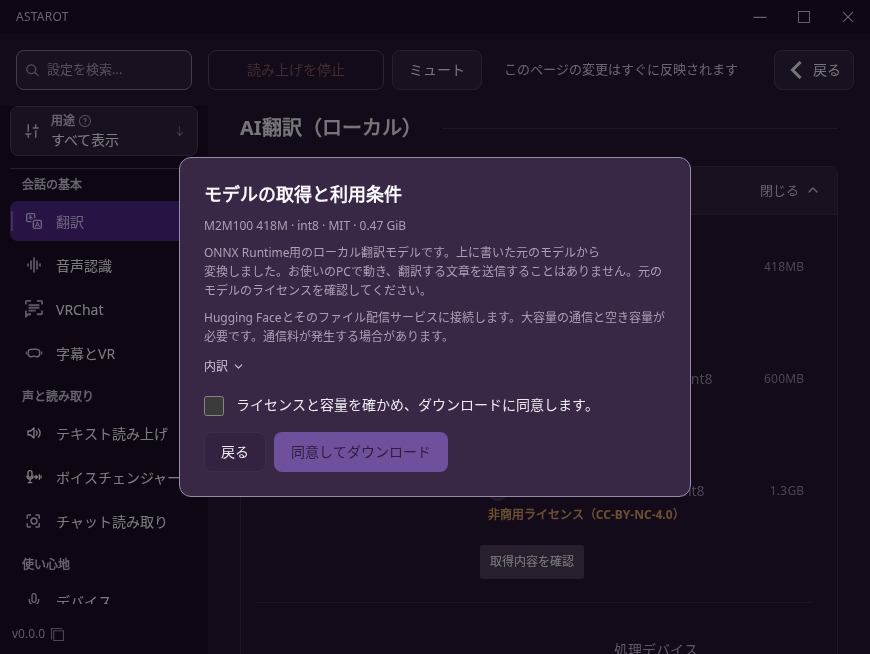 ASTAROT
設定を検索...
読み上げを停止
ミュート
このページの変更はすぐに反映されます
戻る
用途
すべて表示
AI翻訳（ローカル）
会話の基本
閉じる
翻訳
音声認識
418MB
VRChat
字幕とVR
int8
600MB
声と読み取り
テキスト読み上げ
ボイスチェンジャー
int8
1.3GB
チャット読み取り
非商用ライセンス（CC-BY-NC-4.0）
取得内容を確認
使い心地
デバイス
v0.0.0
処理デバイス
モデルの取得と利用条件
M2M100 418M · int8 · MIT · 0.47 GiB
ONNX Runtime用のローカル翻訳モデルです。上に書いた元のモデルから
変換しました。お使いのPCで動き、翻訳する文章を送信することはありません。元の
モデルのライセンスを確認してください。
Hugging Faceとそのファイル配信サービスに接続します。大容量の通信と空き容量が
必要です。通信料が発生する場合があります。
内訳
ライセンスと容量を確かめ、ダウンロードに同意します。
戻る
同意してダウンロード